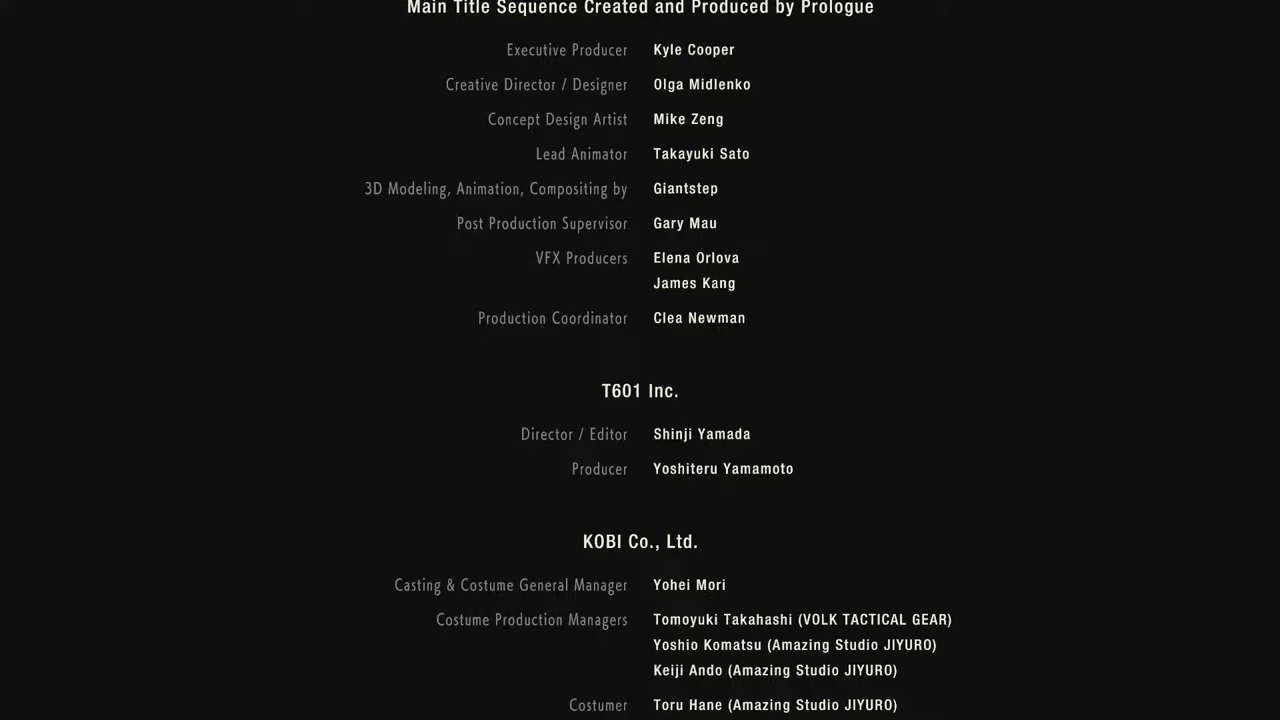 Main Title Sequence Created and Produced by Prologue
Executive Producer Kyle Cooper
Creative Director / Designer Olga Midlenko
Concept Design Artist Mike Zeng
Lead Animator Takayuki Sato
3D Modeling, Animation, Compositing by Giantstep
Post Production Supervisor Gary Mau
VFX Producers Elena Orlova
James Kang
Production Coordinator Clea Newman
T601 Inc.
Director / Editor Shinji Yamada
Producer Yoshiteru Yamamoto
KOBI Co., Ltd.
Casting & Costume General Manager Yohei Mori
Costume Production Managers Tomoyuki Takahashi (VOLK TACTICAL GEAR)
Yoshio Komatsu (Amazing Studio JIYURO)
Keiji Ando (Amazing Studio JIYURO)
Costumer Toru Hane (Amazing Studio JIYURO)